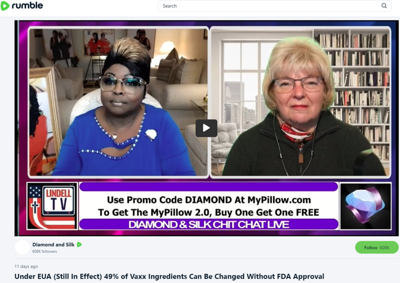 rumble
Search
LINDELL
TV
Use Promo Code DIAMOND At MyPillow.com
To Get The MyPillow 2.0, Buy One Get One FREE
DIAMOND & SILK CHIT CHAT LIVE
Diamond and Silk
Follow
11 days ago
Under EUA (Still In Effect) 49% of Vaxx Ingredients Can Be Changed Without FDA Approval